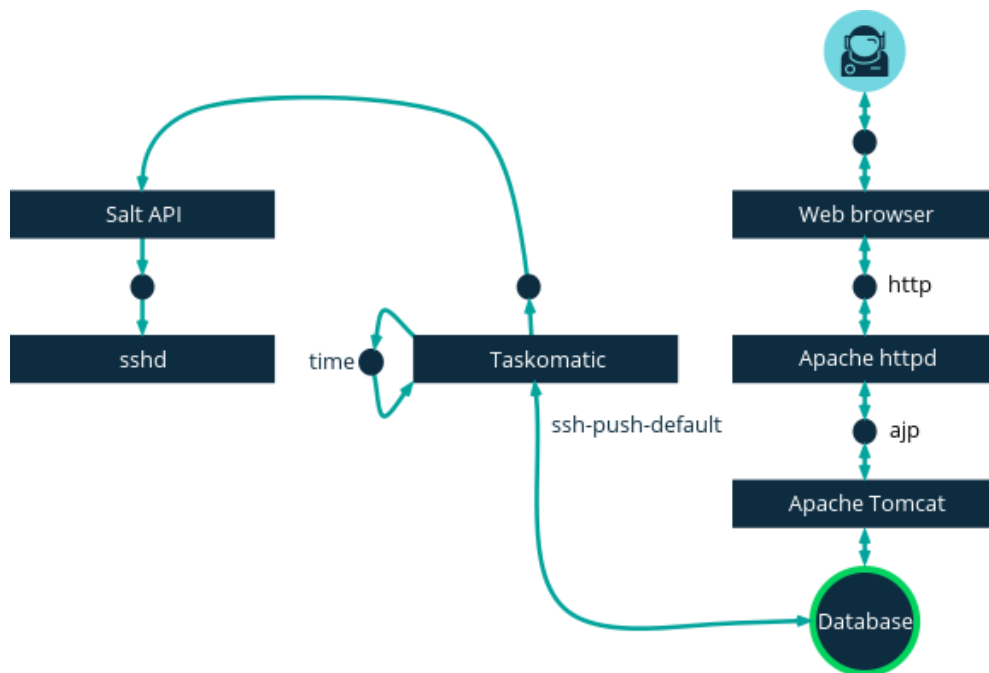 Salt API
Web browser
http
sshd
time
Taskomatic
Apache httpd
ssh-push-default
ajp
Apache Tomcat
Database